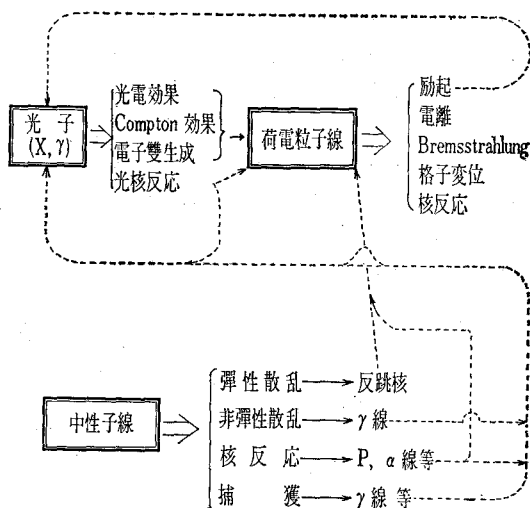 光 子
(X, γ)
光電効果
Compton 効果
電子雙生成
光核反応
荷電粒子線
励起
電離
Bremsstrahlung
格子変位
核反応
中性子線
彈性散乱 反跳核
非彈性散乱 γ 線
核 反 応 P, α 線等
捕 獲 γ 線 等